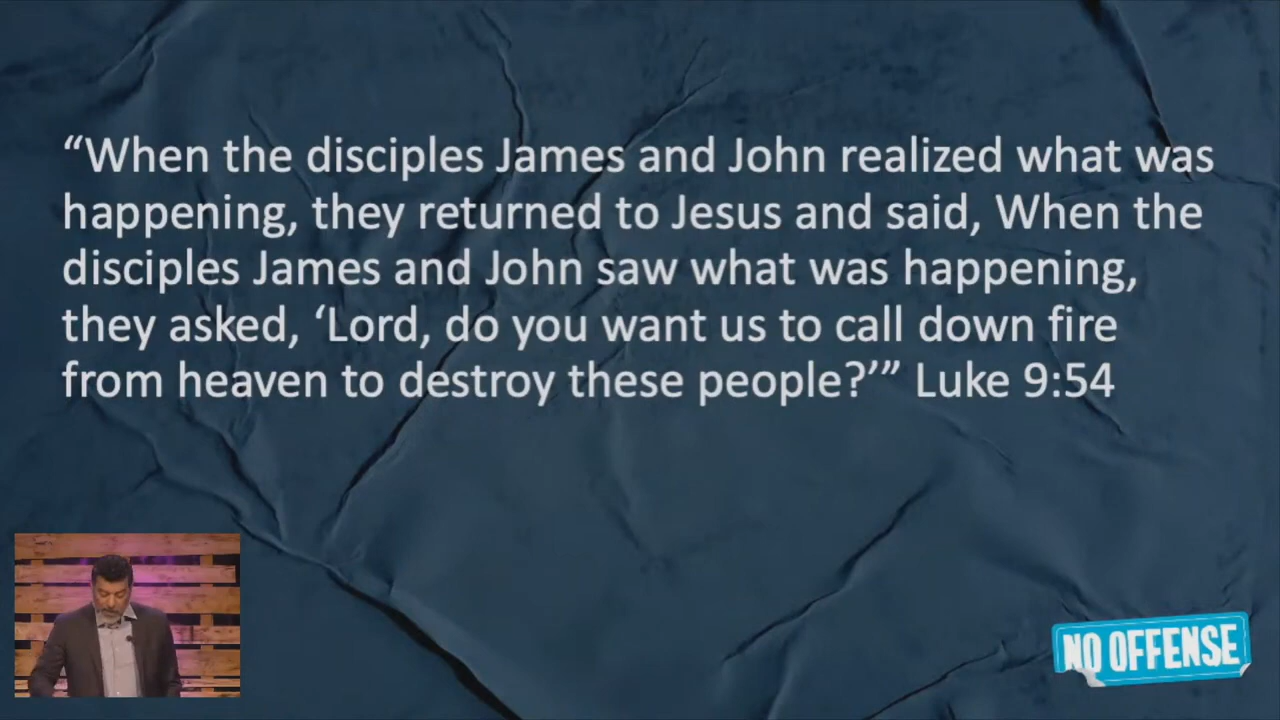 “When the disciples James and John realized what was
happening, they returned to Jesus and said, When the
disciples James and John saw what was happening,
they asked, ‘Lord, do you want us to call down fire
from heaven to destroy these people?’” Luke 9:54
NO OFFENSE